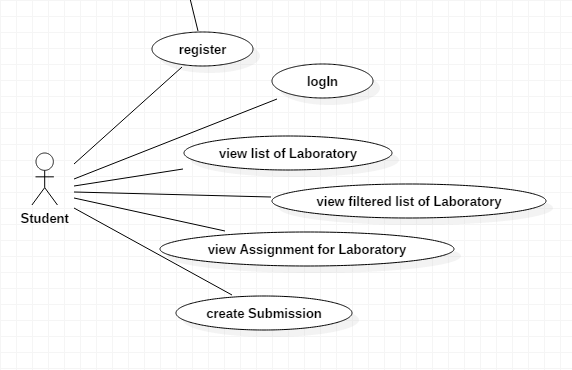 register
logIn
view list of Laboratory
view filtered list of Laboratory
Student
view Assignment for Laboratory
create Submission